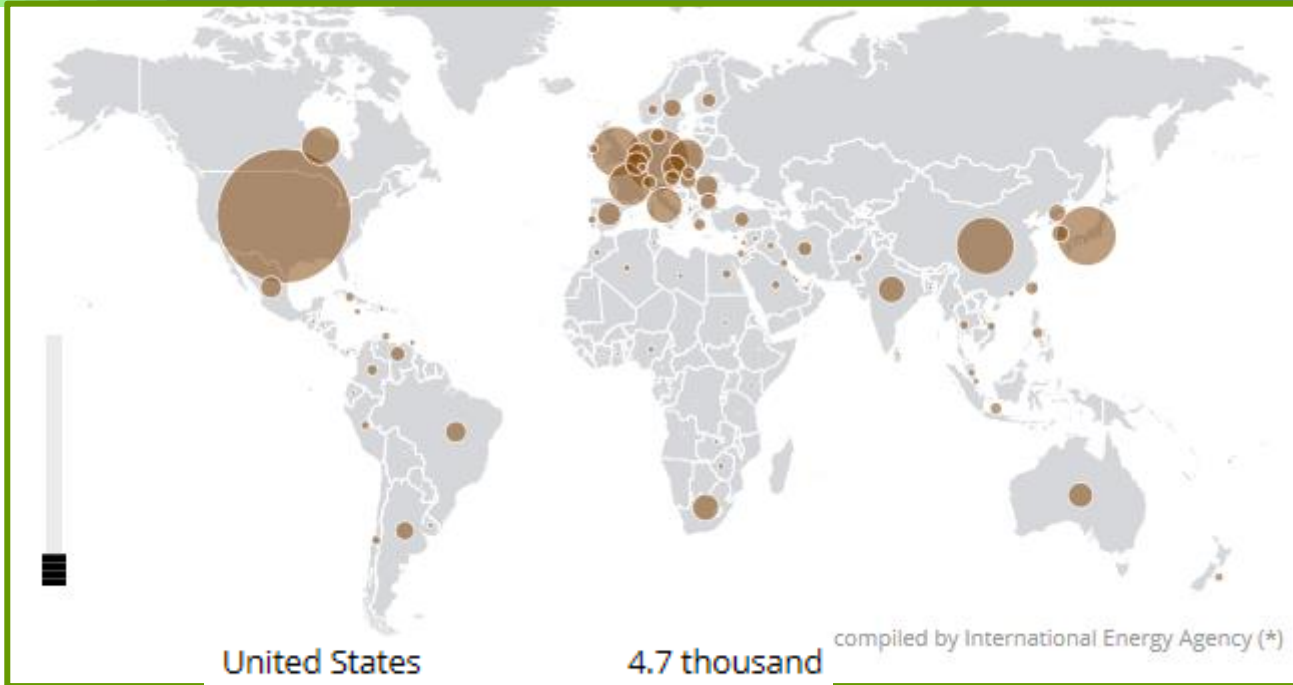 compiled by International Energy Agency (*)
United States 4.7 thousand